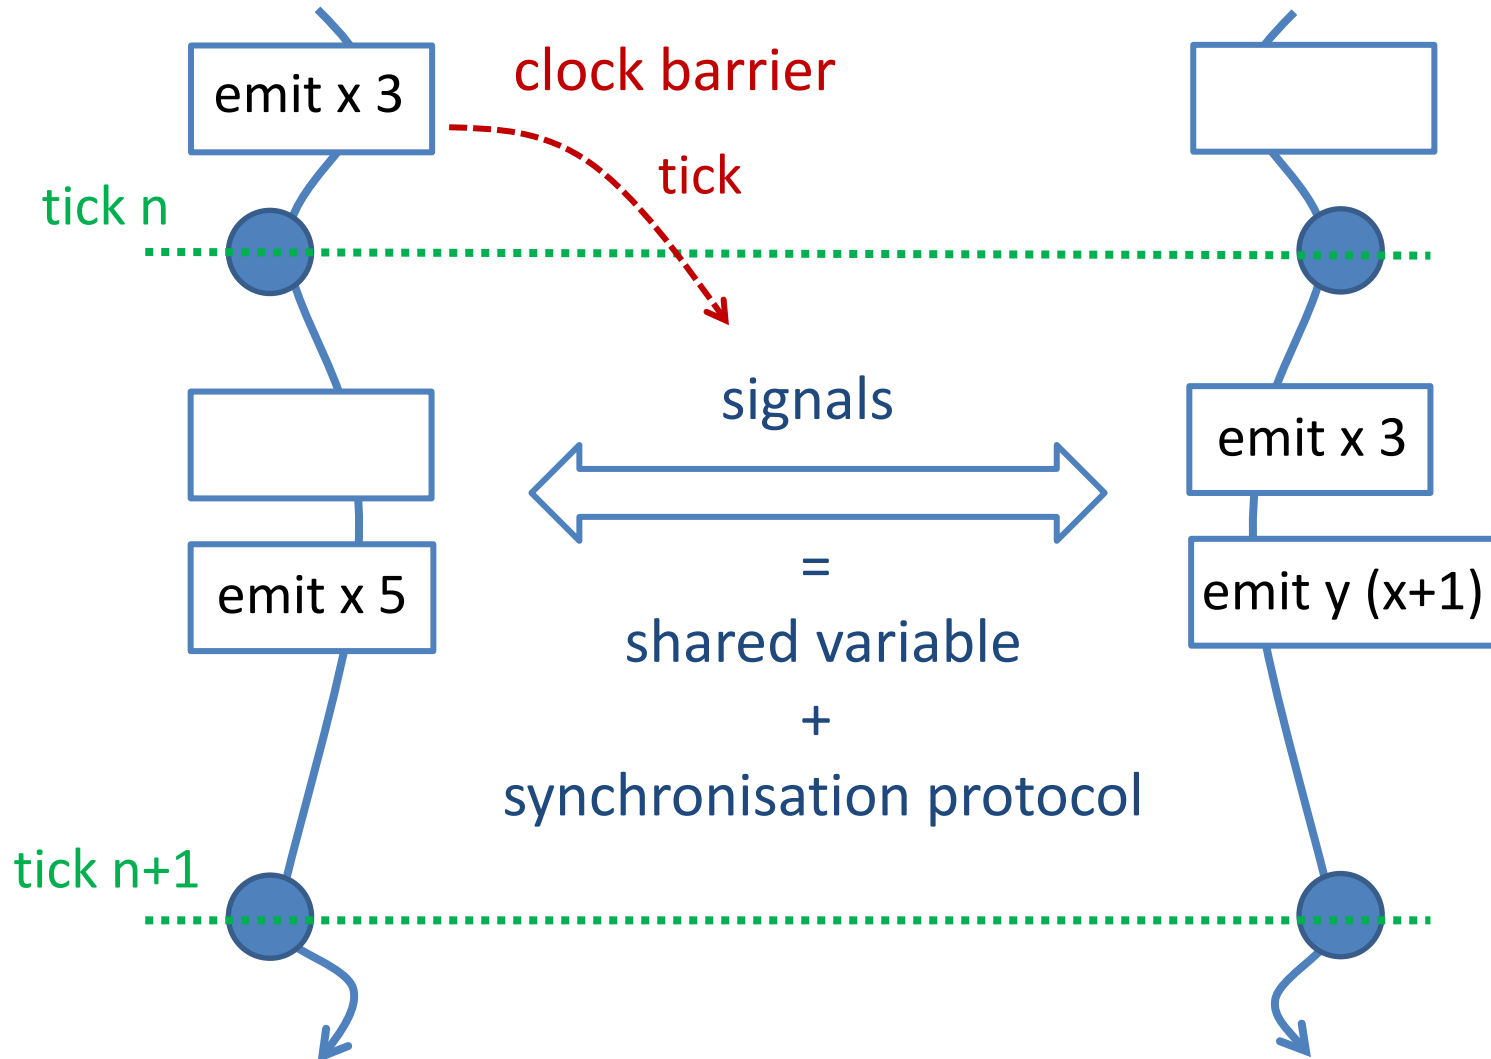 emit x 3
clock barrier
tick
tick n
signals
emit x 3
=
emit x 5
emit y (x+1)
shared variable
+
synchronisation protocol
tick n+1